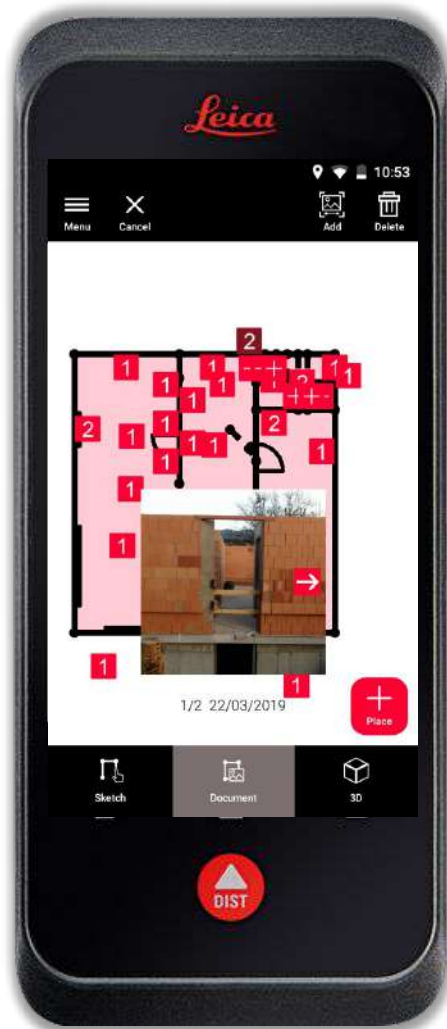 Leica
10:53
Menu Cancel Add Delete
2
1 1 --+ 1
1 1 1
1 ++-
2 1 1 2
1 1 1 1
1
1
1
1
1
1/2 22/03/2019
Place
Sketch Document 3D
DIST